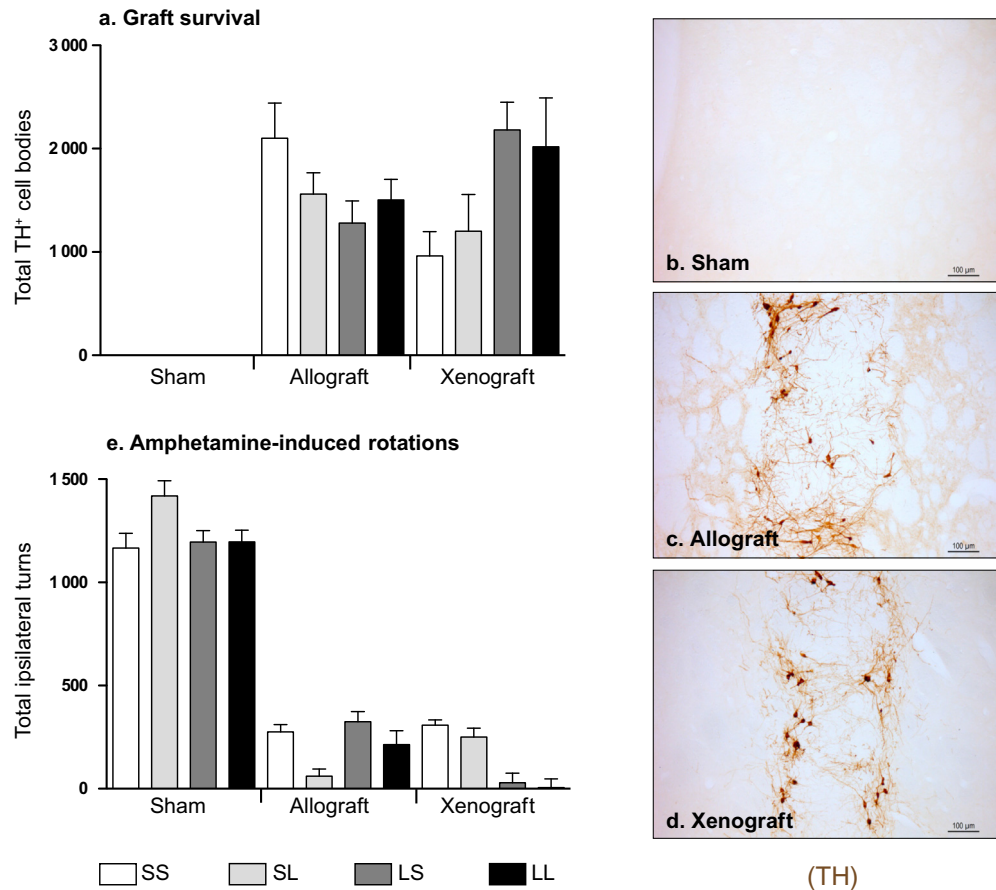 a. Graft survival
Total TH⁺ cell bodies
3 000
2 000
1 000
0
Sham
Allograft
Xenograft
b. Sham
100 µm
c. Allograft
100 µm
d. Xenograft
100 µm
(TH)
e. Amphetamine-induced rotations
Total ipsilateral turns
1 500
1 000
500
0
Sham
Allograft
Xenograft
SS
SL
LS
LL